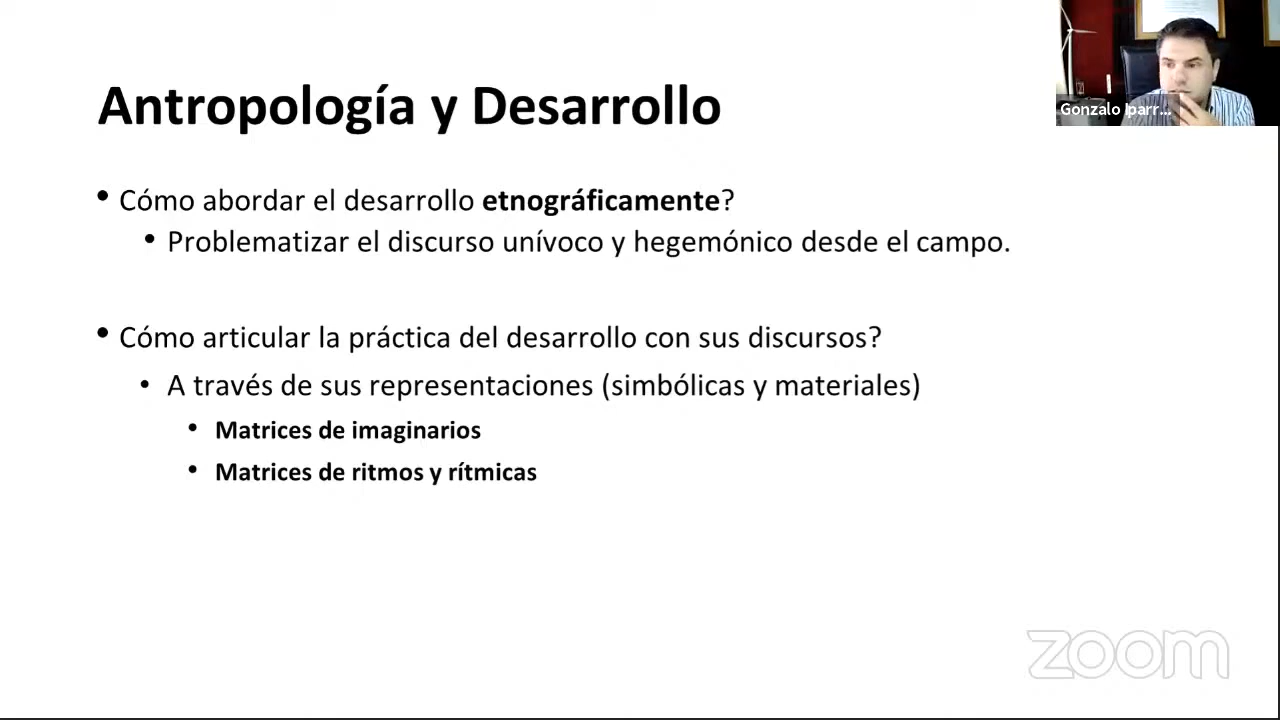 Antropología y Desarrollo
Gonzalo Iparr...
• Cómo abordar el desarrollo etnográficamente?
• Problematizar el discurso unívoco y hegemónico desde el campo.
• Cómo articular la práctica del desarrollo con sus discursos?
• A través de sus representaciones (simbólicas y materiales)
• Matrices de imaginarios
• Matrices de ritmos y rítmicas
zoom